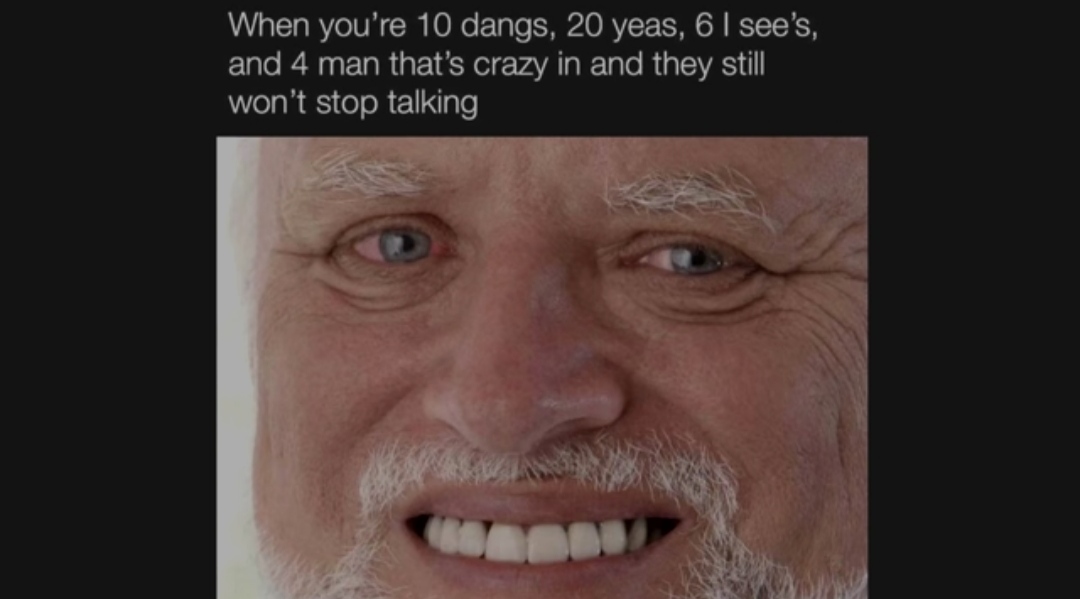 When you’re 10 dangs, 20 yeas, 6 I see’s,
and 4 man that’s crazy in and they still
won’t stop talking